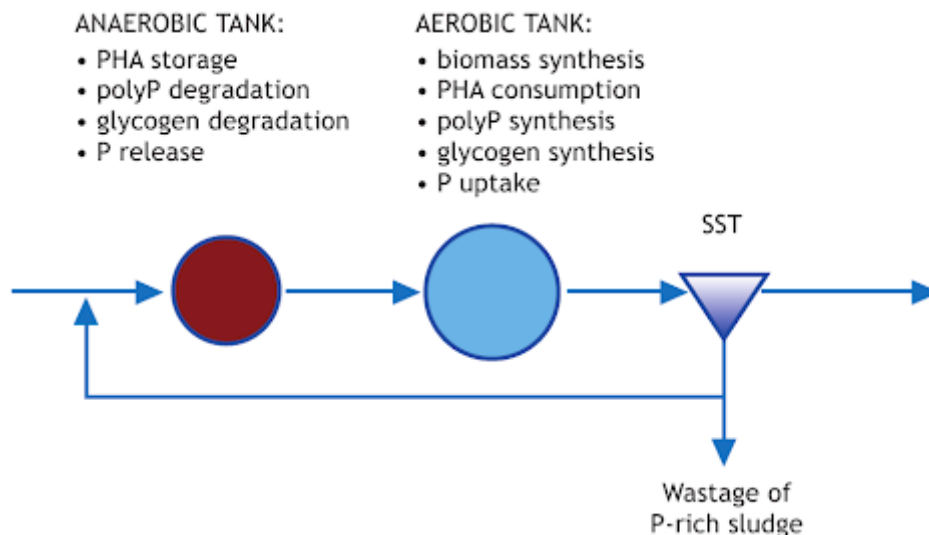 ANAEROBIC TANK:
• PHA storage
• polyP degradation
• glycogen degradation
• P release
AEROBIC TANK:
• biomass synthesis
• PHA consumption
• polyP synthesis
• glycogen synthesis
• P uptake
SST
Wastage of
P-rich sludge